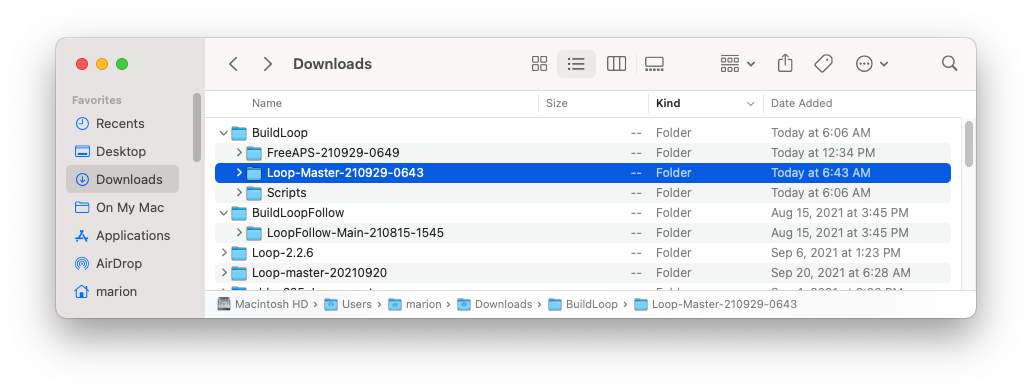 Downloads
Favorites
Recents
Desktop
Downloads
On My Mac
Applications
AirDrop
marion
Name Size Kind Date Added
BuildLoop -- Folder Today at 6:06 AM
FreeAPS-210929-0649 -- Folder Today at 12:34 PM
Loop-Master-210929-0643 -- Folder Today at 6:43 AM
Scripts -- Folder Today at 6:06 AM
BuildLoopFollow -- Folder Aug 15, 2021 at 3:45 PM
LoopFollow-Main-210815-1545 -- Folder Aug 15, 2021 at 3:45 PM
Loop-2.2.6 -- Folder Sep 6, 2021 at 1:23 PM
Loop-master-20210920 -- Folder Sep 20, 2021 at 6:28 AM
Macintosh HD › Users › marion › Downloads › BuildLoop › Loop-Master-210929-0643